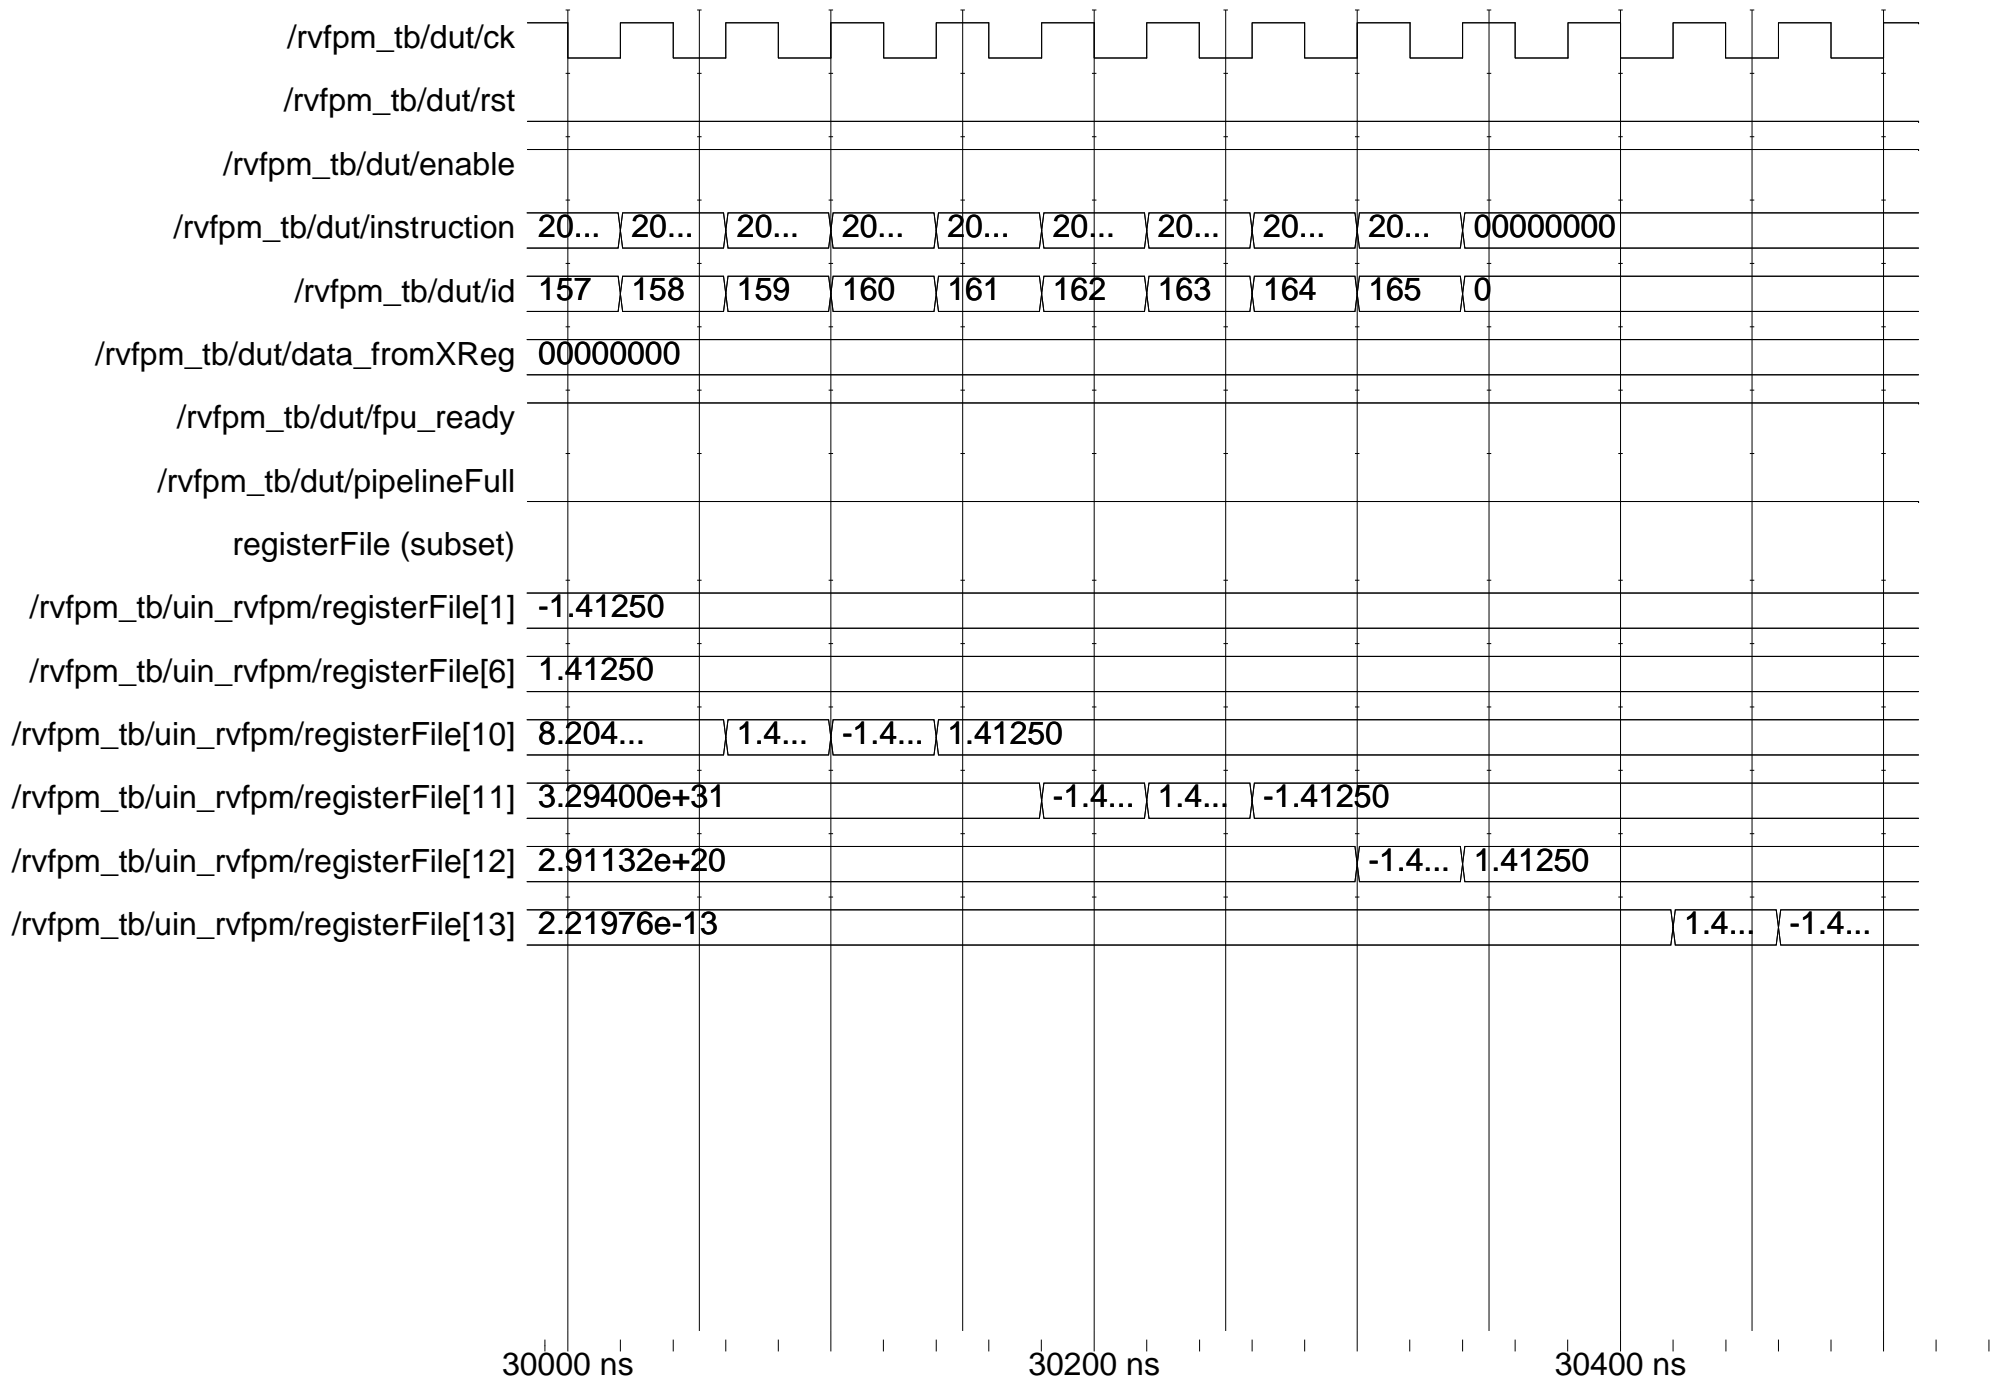 /rvfpm_tb/dut/ck
/rvfpm_tb/dut/rst
/rvfpm_tb/dut/enable
/rvfpm_tb/dut/instruction 20... 20... 20... 20... 20... 20... 20... 20... 20... 00000000
/rvfpm_tb/dut/id 157 158 159 160 161 162 163 164 165 0
/rvfpm_tb/dut/data_fromXReg 00000000
/rvfpm_tb/dut/fpu_ready
/rvfpm_tb/dut/pipelineFull
registerFile (subset)
/rvfpm_tb/uin_rvfpm/registerFile[1] -1.41250
/rvfpm_tb/uin_rvfpm/registerFile[6] 1.41250
/rvfpm_tb/uin_rvfpm/registerFile[10] 8.204... 1.4... -1.4... 1.41250
/rvfpm_tb/uin_rvfpm/registerFile[11] 3.29400e+31 -1.4... 1.4... -1.41250
/rvfpm_tb/uin_rvfpm/registerFile[12] 2.91132e+20 -1.4... 1.41250
/rvfpm_tb/uin_rvfpm/registerFile[13] 2.21976e-13 1.4... -1.4...
30000 ns 30200 ns 30400 ns